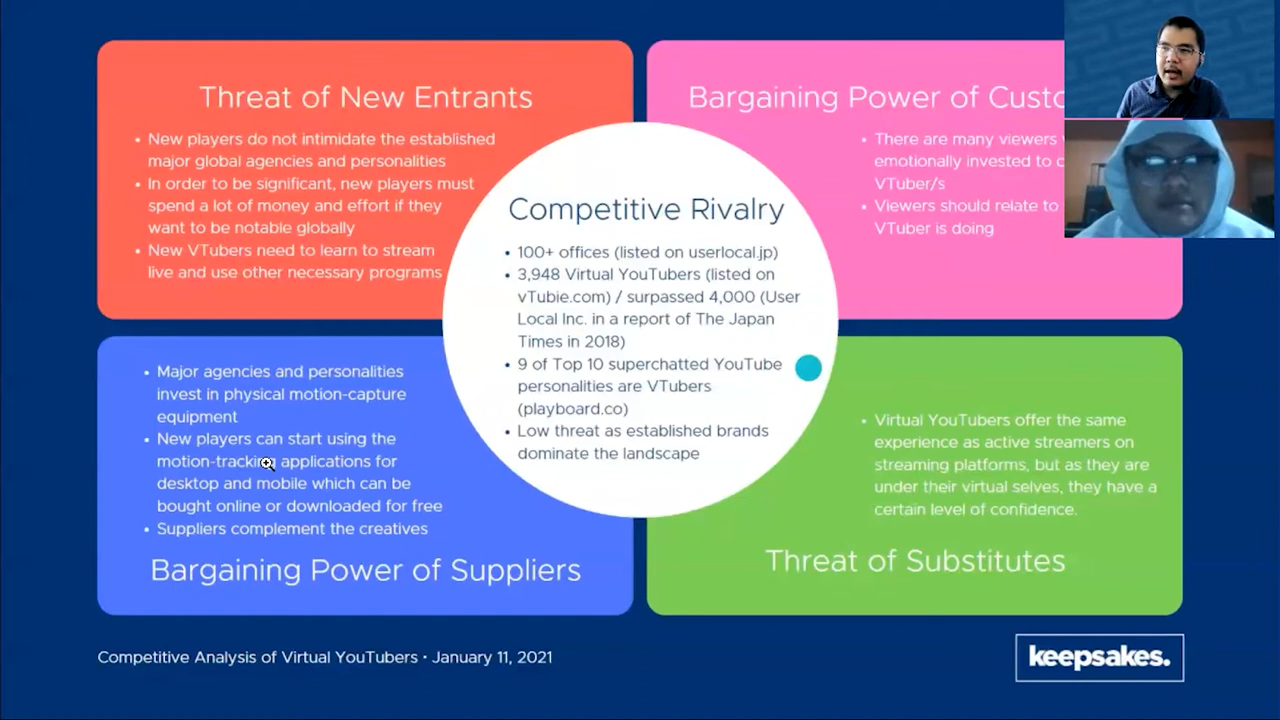 Threat of New Entrants
• New players do not intimidate the established
major global agencies and personalities
• In order to be significant, new players must
spend a lot of money and effort if they
want to be notable globally
• New VTubers need to learn to stream
live and use other necessary programs
Bargaining Power of
• There are many viewers
emotionally invested to
VTuber/s
• Viewers should relate to
VTuber is doing
Competitive Rivalry
• 100+ offices (listed on userlocal.jp)
• 3,948 Virtual YouTubers (listed on
vTubie.com) / surpassed 4,000 (User
Local Inc. in a report of The Japan
Times in 2018)
• 9 of Top 10 superchatted YouTube
personalities are VTubers
(playboard.co)
• Low threat as established brands
dominate the landscape
• Major agencies and personalities
invest in physical motion-capture
equipment
• New players can start using the
motion-tracking applications for
desktop and mobile which can be
bought online or downloaded for free
• Suppliers complement the creatives
Bargaining Power of Suppliers
• Virtual YouTubers offer the same
experience as active streamers on
streaming platforms, but as they are
under their virtual selves, they have a
certain level of confidence.
Threat of Substitutes
Competitive Analysis of Virtual YouTubers • January 11, 2021
keepsakes.